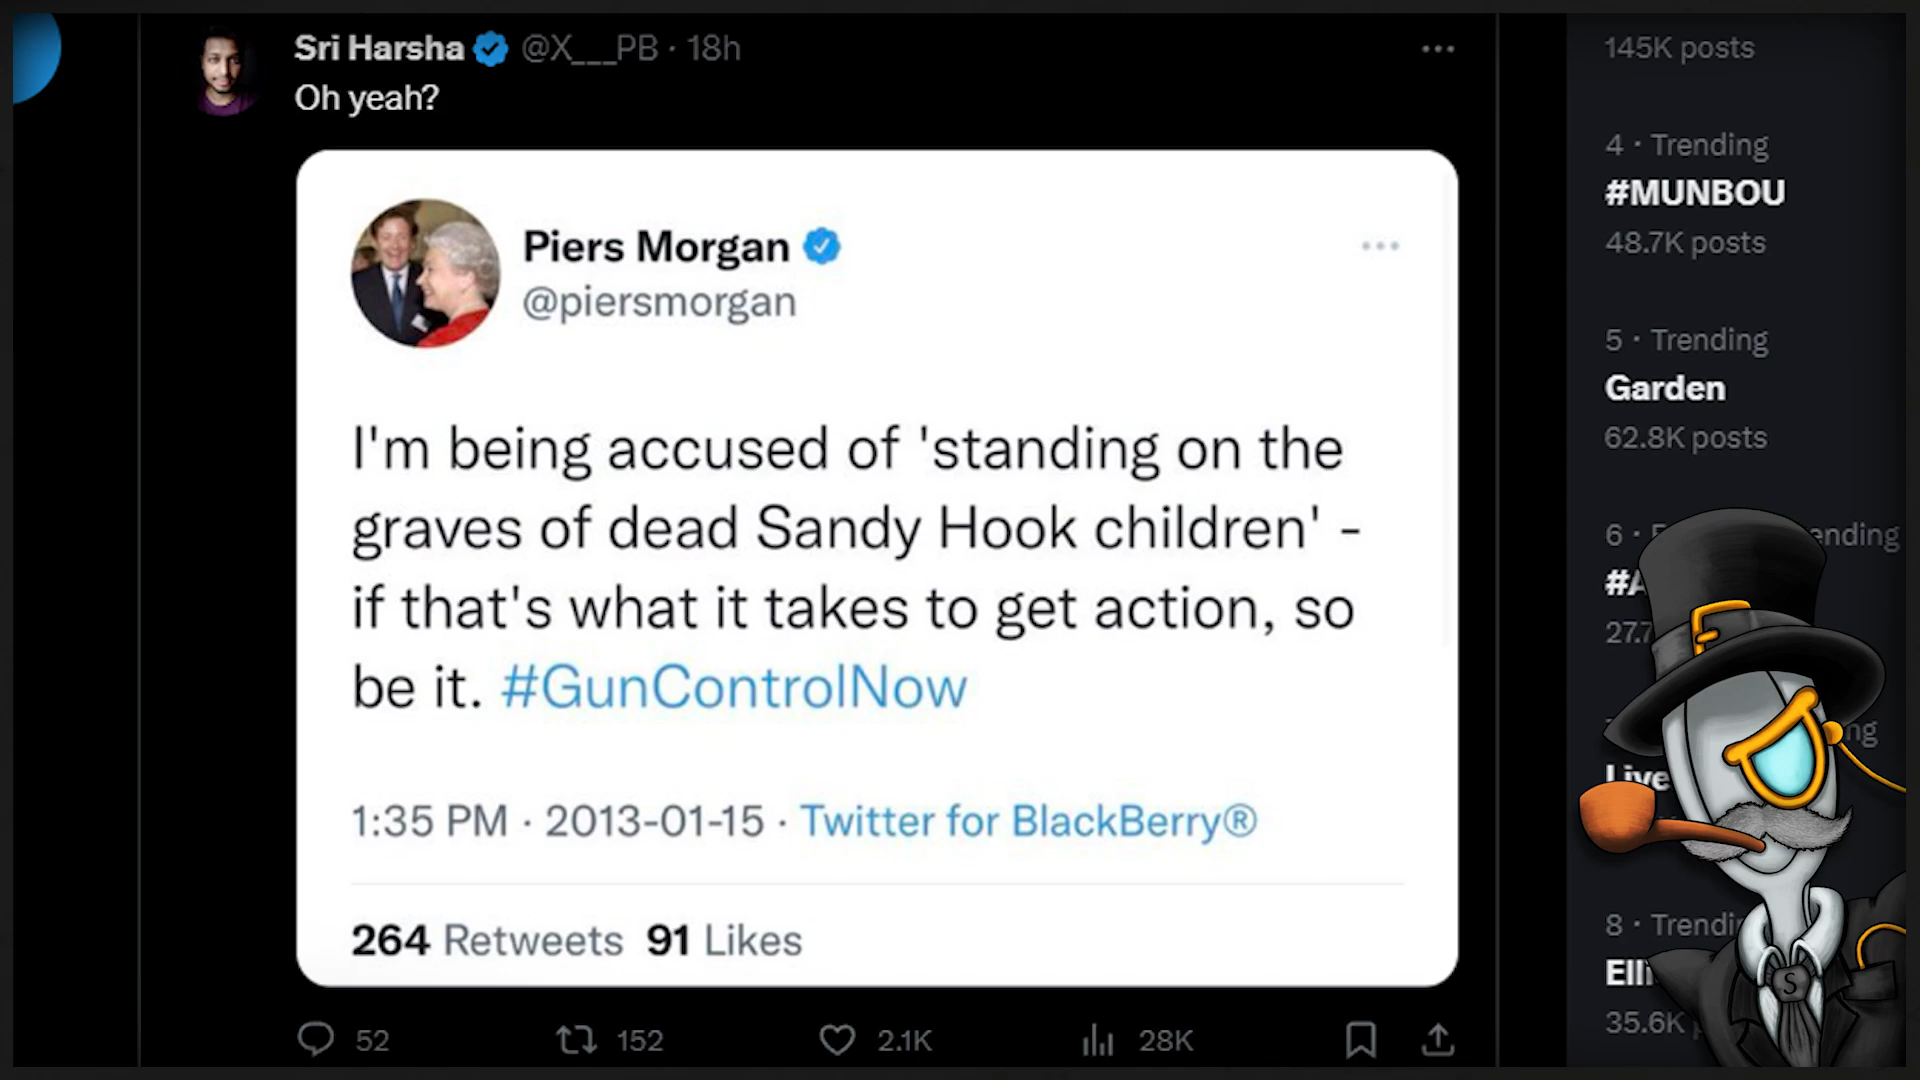 Sri Harsha @X___PB · 18h
Oh yeah?
Piers Morgan
@piersmorgan
I'm being accused of 'standing on the
graves of dead Sandy Hook children' -
if that's what it takes to get action, so
be it. #GunControlNow
1:35 PM · 2013-01-15 · Twitter for BlackBerry®
264 Retweets 91 Likes
52 152 2.1K 28K
145K posts
4 · Trending
#MUNBOU
48.7K posts
5 · Trending
Garden
62.8K posts
6 ·
8 ·
35.6K
S